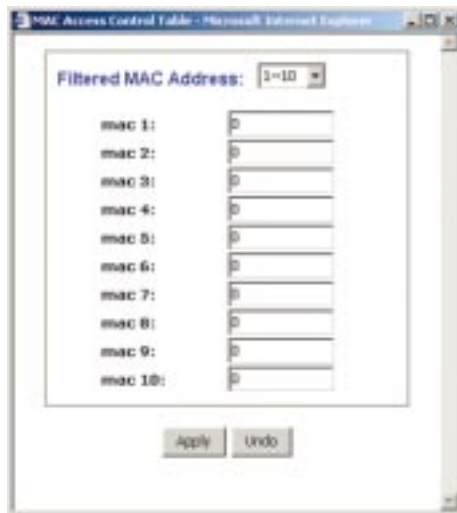 MAC Access Control Table - Microsoft Internet Explorer
Filtered MAC Address: 1~10
mac 1: 0
mac 2: 0
mac 3: 0
mac 4: 0
mac 5: 0
mac 6: 0
mac 7: 0
mac 8: 0
mac 9: 0
mac 10: 0
Apply Undo